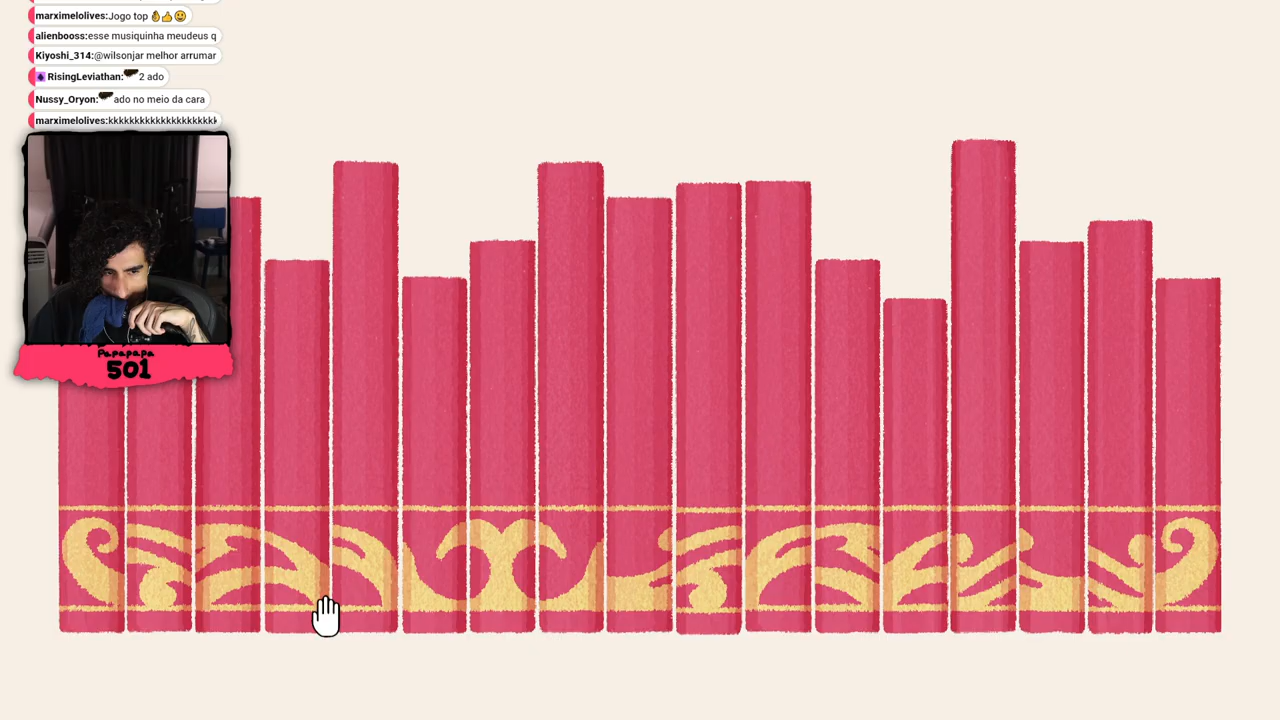 marximelolives:Jogo top 👌👍🙂
alienbooss:esse musiquinha meudeus q
Kiyoshi_314:@wilsonjar melhor arrumar
RisingLeviathan: 2 ado
Nussy_Oryon: ado no meio da cara
marximelolives:kkkkkkkkkkkkkkkkkkkkk
Papapapa
501